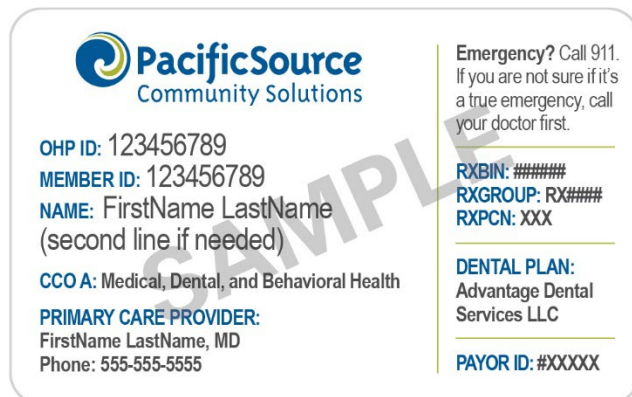 PacificSource
Community Solutions
OHP ID: 123456789
MEMBER ID: 123456789
NAME: FirstName LastName
(second line if needed)
CCO A: Medical, Dental, and Behavioral Health
PRIMARY CARE PROVIDER:
FirstName LastName, MD
Phone: 555-555-5555
Emergency? Call 911.
If you are not sure if it's
a true emergency, call
your doctor first.
RXBIN: ######
RXGROUP: RX####
RXPCN: XXX
DENTAL PLAN:
Advantage Dental
Services LLC
PAYOR ID: #XXXXX
SAMPLE